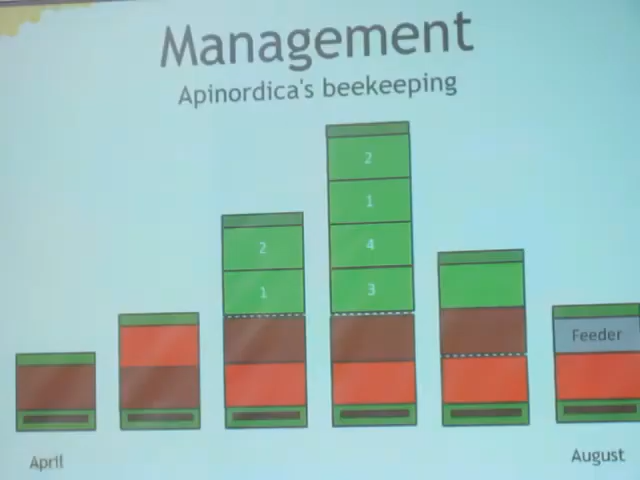 Management
Apinordica's beekeeping
2
1
2
1
4
3
Feeder
April
August